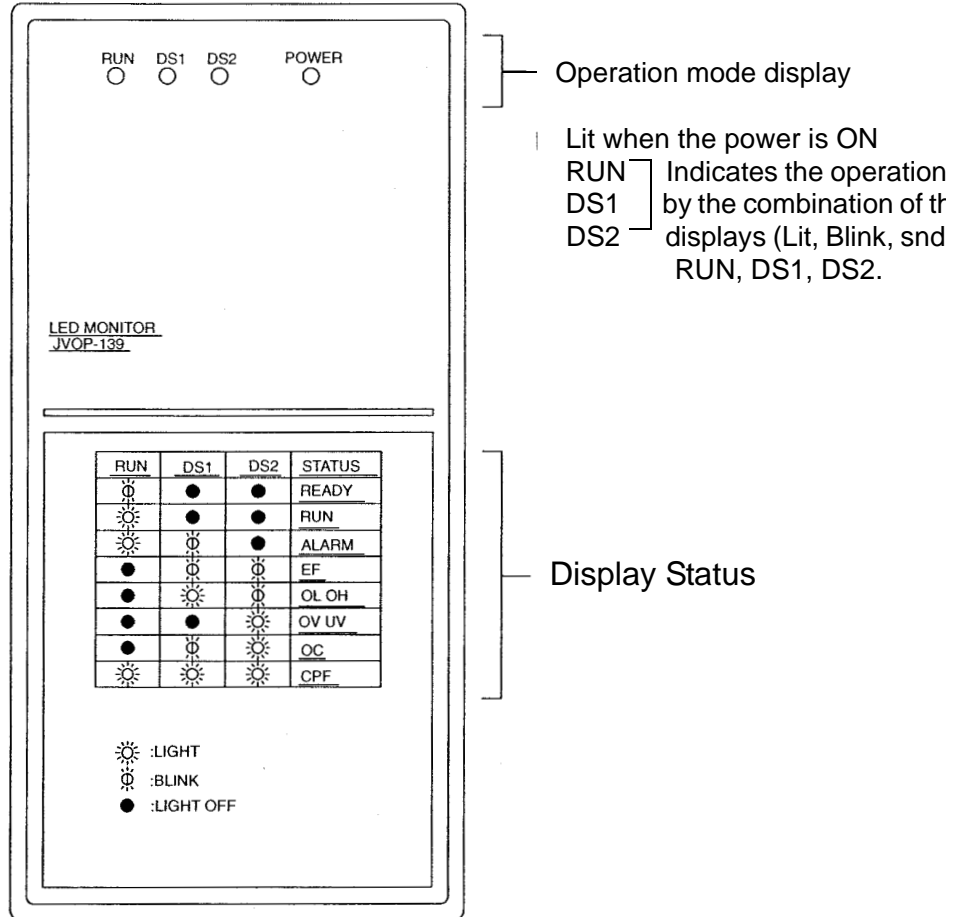 RUN DS1 DS2 POWER
Operation mode display
Lit when the power is ON
RUN Indicates the operation
DS1 by the combination of th
DS2 displays (Lit, Blink, snd
RUN, DS1, DS2.
LED MONITOR
JVOP-139
RUN DS1 DS2 STATUS
READY
RUN
ALARM
EF
OL OH
OV UV
OC
CPF
Display Status
:LIGHT
:BLINK
:LIGHT OFF